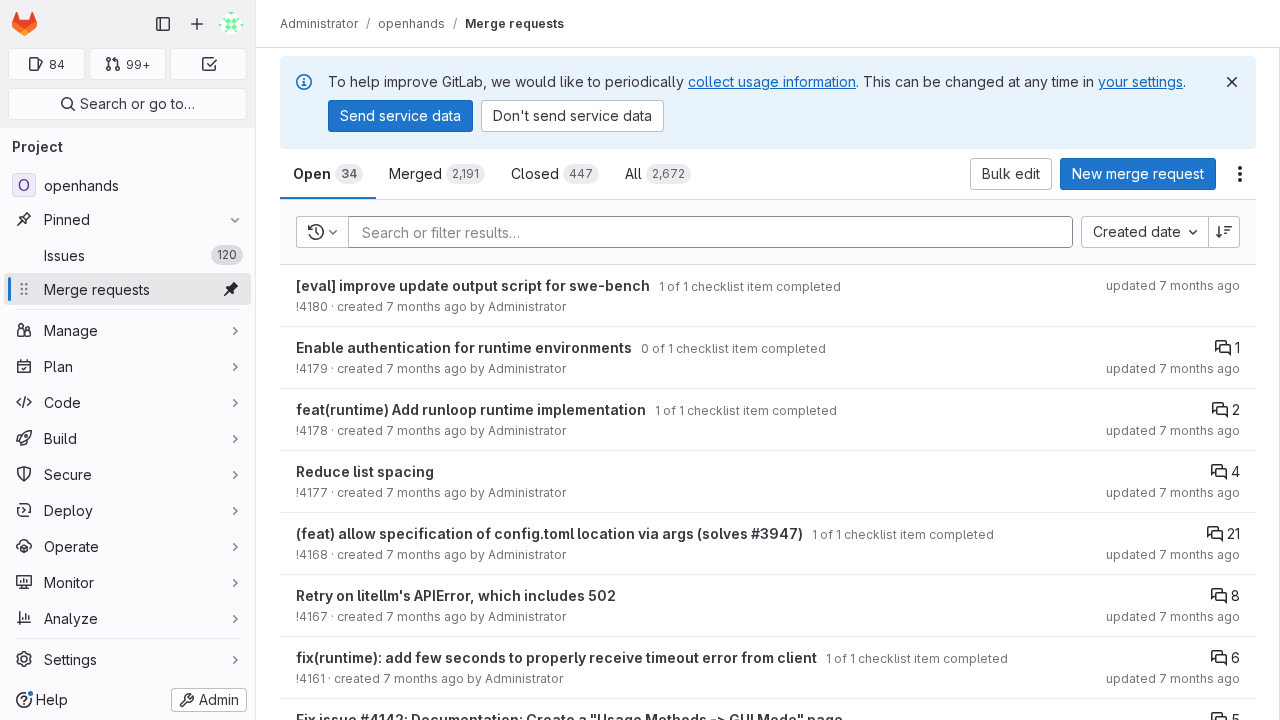 Administrator / openhands / Merge requests
84
99+
Search or go to…
Project
O openhands
Pinned
Issues 120
Merge requests
Manage
Plan
Code
Build
Secure
Deploy
Operate
Monitor
Analyze
Settings
Help
Admin
To help improve GitLab, we would like to periodically collect usage information. This can be changed at any time in your settings.
Send service data
Don't send service data
Open 34
Merged 2,191
Closed 447
All 2,672
Bulk edit
New merge request
Search or filter results…
Created date
[eval] improve update output script for swe-bench 1 of 1 checklist item completed
!4180 · created 7 months ago by Administrator
updated 7 months ago
Enable authentication for runtime environments 0 of 1 checklist item completed
1
!4179 · created 7 months ago by Administrator
updated 7 months ago
feat(runtime) Add runloop runtime implementation 1 of 1 checklist item completed
2
!4178 · created 7 months ago by Administrator
updated 7 months ago
Reduce list spacing
4
!4177 · created 7 months ago by Administrator
updated 7 months ago
(feat) allow specification of config.toml location via args (solves #3947) 1 of 1 checklist item completed
21
!4168 · created 7 months ago by Administrator
updated 7 months ago
Retry on litellm's APIError, which includes 502
8
!4167 · created 7 months ago by Administrator
updated 7 months ago
fix(runtime): add few seconds to properly receive timeout error from client 1 of 1 checklist item completed
6
!4161 · created 7 months ago by Administrator
updated 7 months ago
Fix issue #4142: Documentation: Create a "Usage Methods -> GUI Mode" page
5